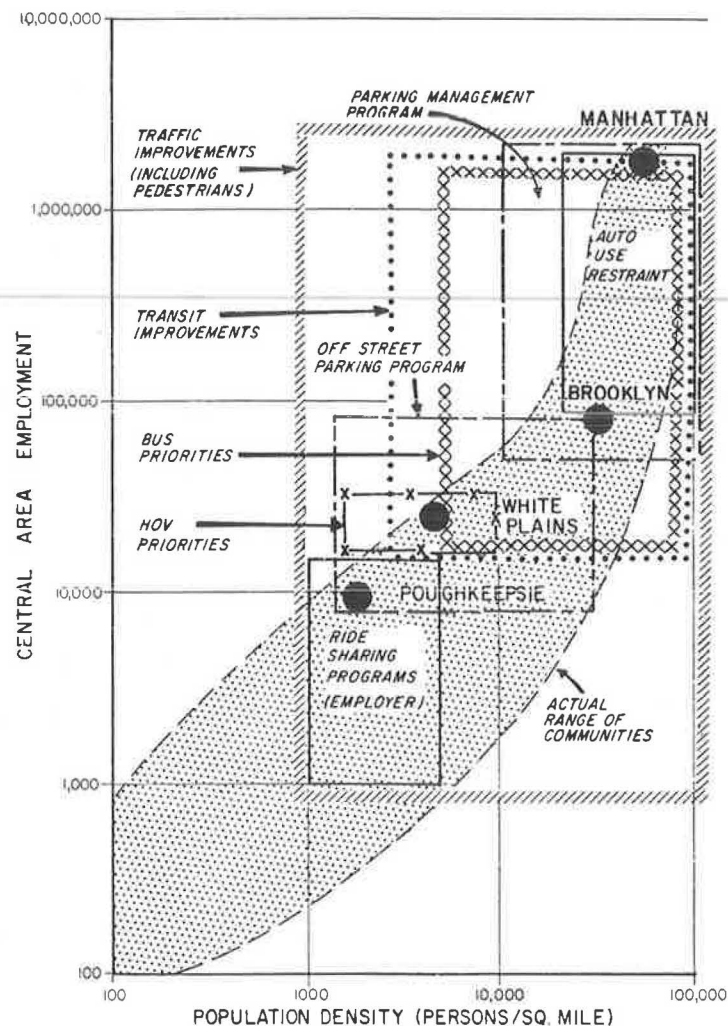 10,000,000
PARKING MANAGEMENT
PROGRAM
MANHATTAN
TRAFFIC
IMPROVEMENTS
(INCLUDING
PEDESTRIANS)
1,000,000
AUTO
USE
RESTRAINT
TRANSIT
IMPROVEMENTS
OFF STREET
PARKING PROGRAM
100,000
BROOKLYN
BUS
PRIORITIES
WHITE
PLAINS
HOV
PRIORITIES
10,000
POUGHKEEPSIE
RIDE
SHARING
PROGRAMS
(EMPLOYER)
ACTUAL
RANGE OF
COMMUNITIES
1,000
100
CENTRAL AREA EMPLOYMENT
100
1000
10,000
100,000
POPULATION DENSITY (PERSONS/SQ. MILE)